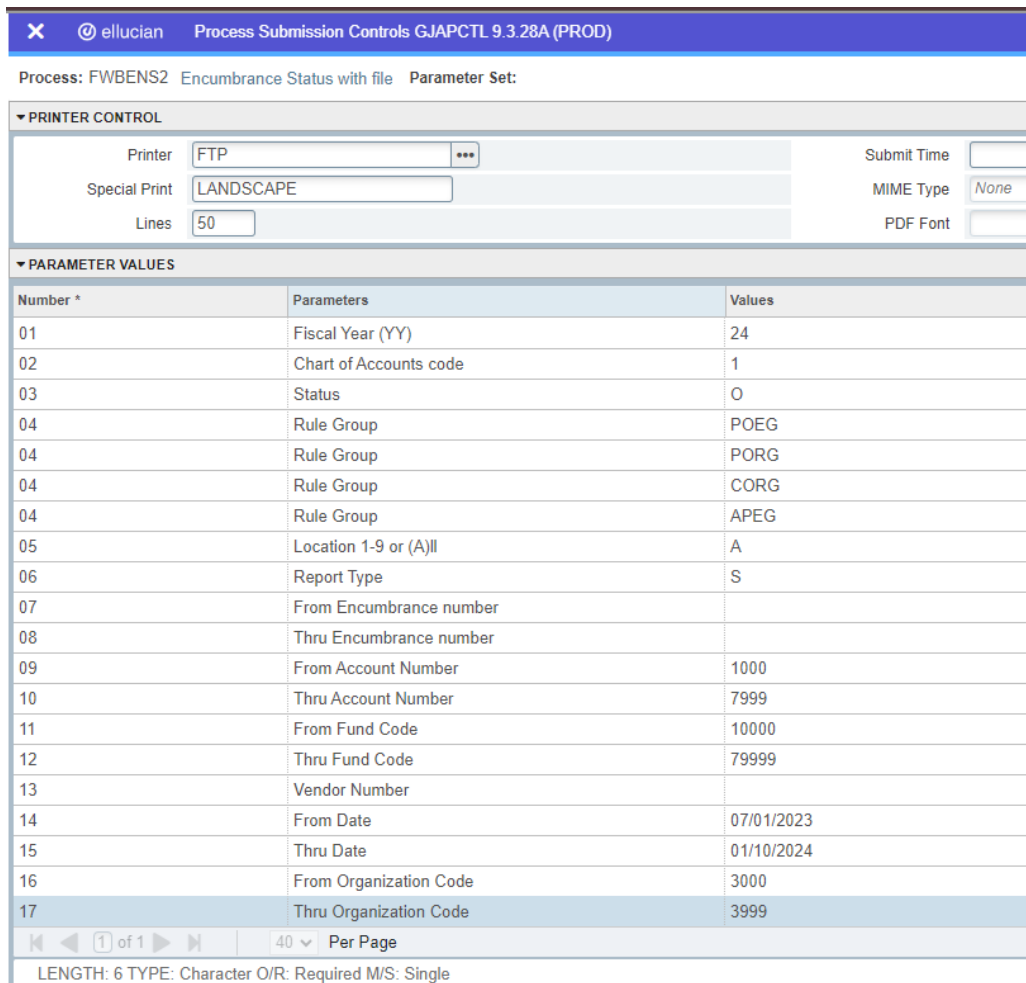 ellucian Process Submission Controls GJAPCTL 9.3.28A (PROD)
Process: FWBENS2 Encumbrance Status with file Parameter Set:
PRINTER CONTROL
Printer FTP ••• Submit Time
Special Print LANDSCAPE MIME Type None
Lines 50 PDF Font
PARAMETER VALUES
Number * Parameters Values
01 Fiscal Year (YY) 24
02 Chart of Accounts code 1
03 Status O
04 Rule Group POEG
04 Rule Group PORG
04 Rule Group CORG
04 Rule Group APEG
05 Location 1-9 or (A)ll A
06 Report Type S
07 From Encumbrance number
08 Thru Encumbrance number
09 From Account Number 1000
10 Thru Account Number 7999
11 From Fund Code 10000
12 Thru Fund Code 79999
13 Vendor Number
14 From Date 07/01/2023
15 Thru Date 01/10/2024
16 From Organization Code 3000
17 Thru Organization Code 3999
1 of 1 40 Per Page
LENGTH: 6 TYPE: Character O/R: Required M/S: Single